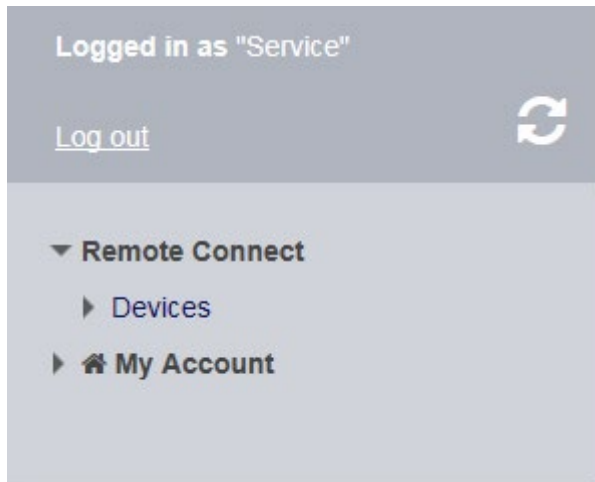 Logged in as "Service"
Log out
Remote Connect
Devices
My Account